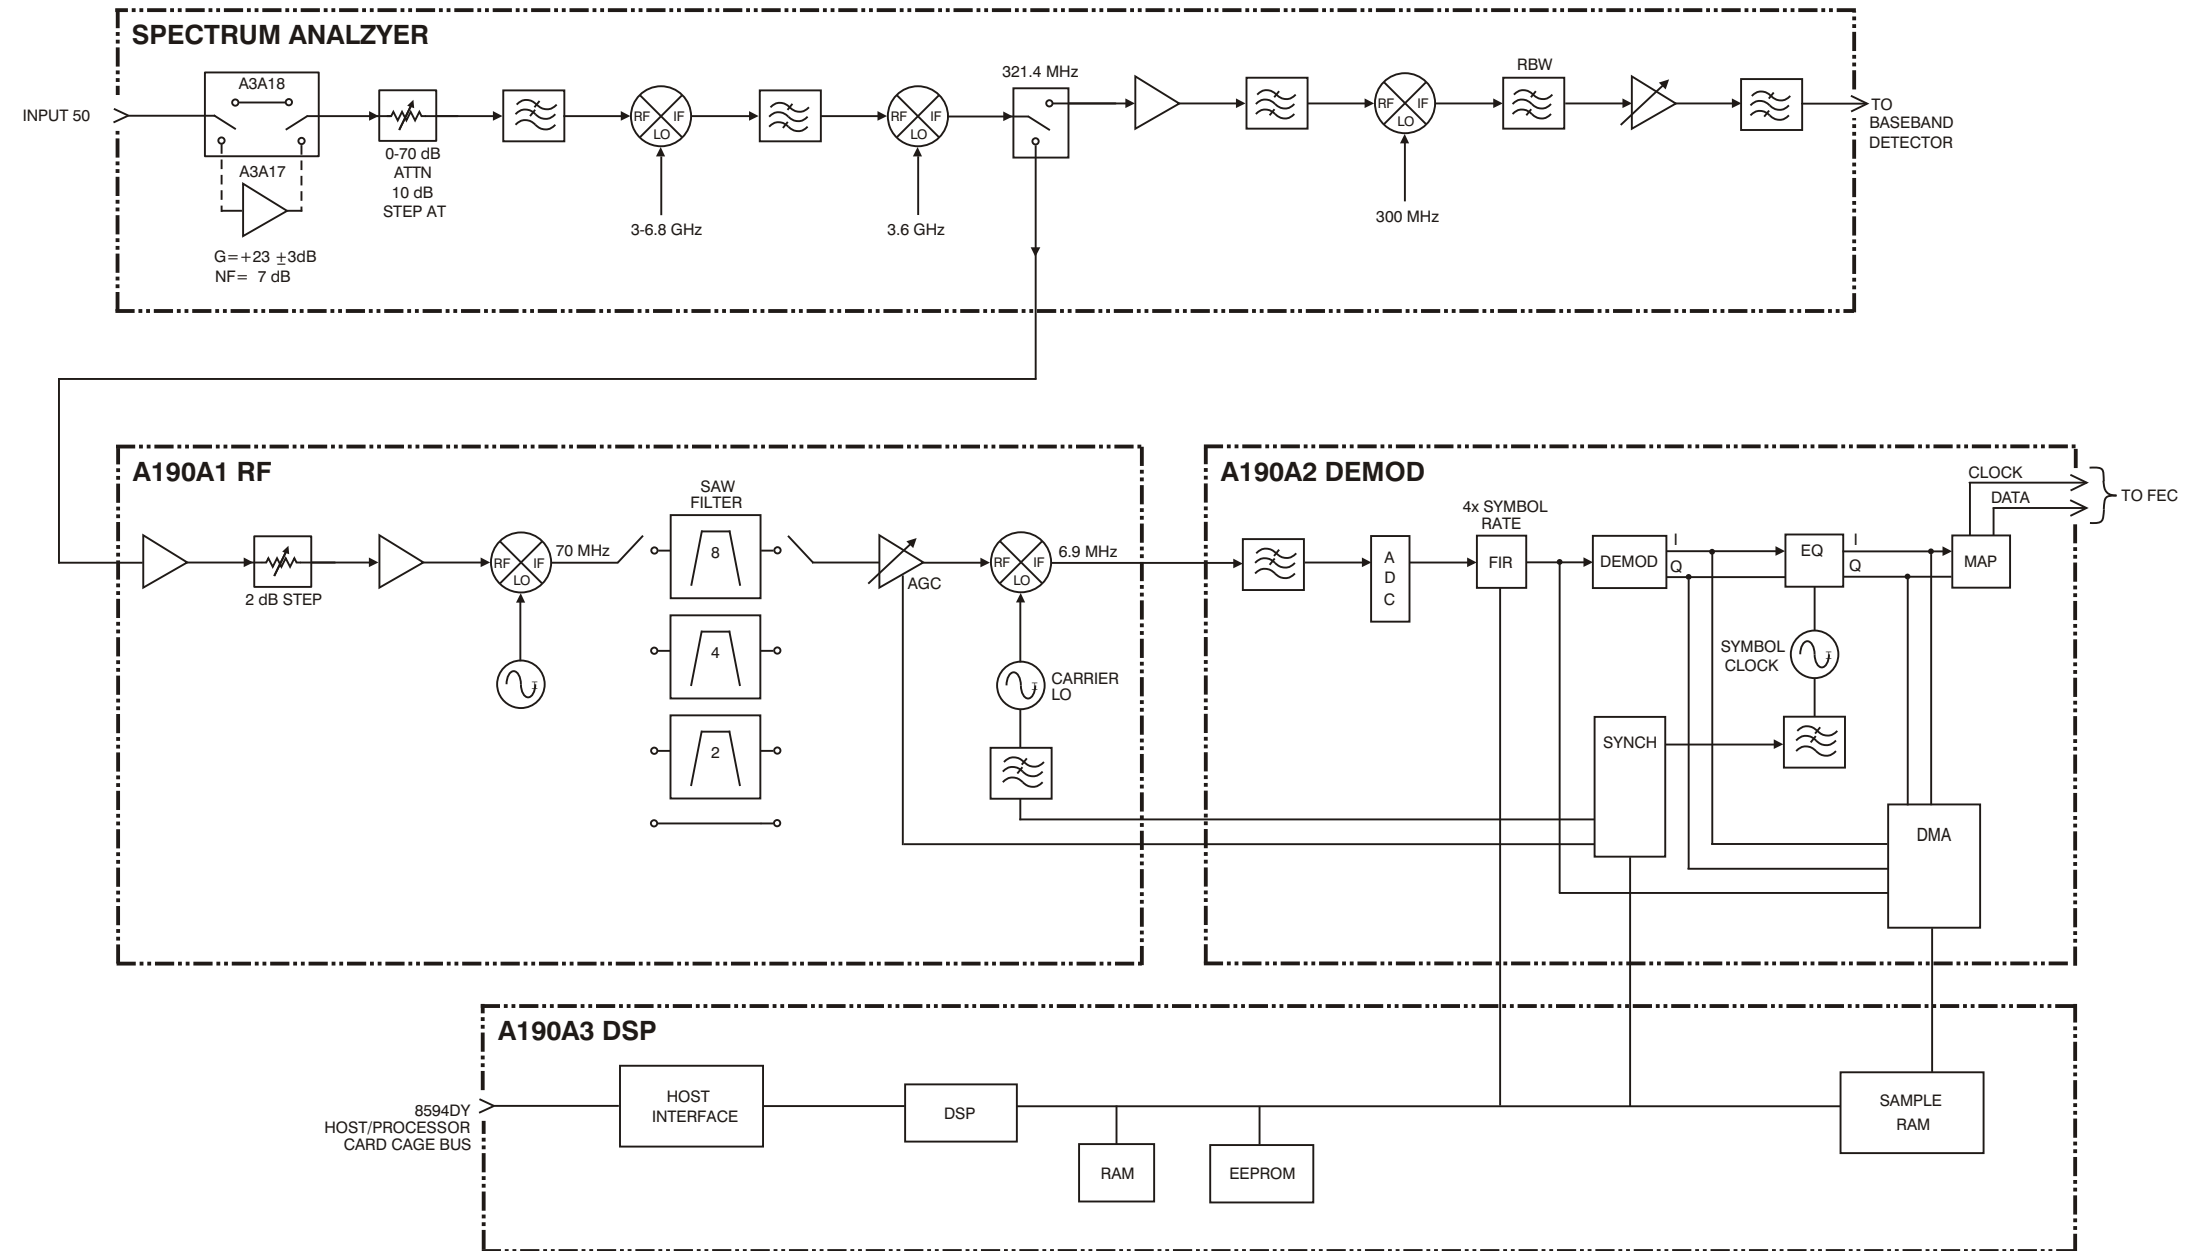 SPECTRUM ANALZYER
INPUT 50
A3A18
A3A17
G=+23 ±3dB
NF= 7 dB
0-70 dB
ATTN
10 dB
STEP AT
RF
IF
LO
3-6.8 GHz
RF
IF
LO
3.6 GHz
321.4 MHz
RF
IF
LO
300 MHz
RBW
TO
BASEBAND
DETECTOR
A190A1 RF
2 dB STEP
RF
IF
LO
70 MHz
SAW
FILTER
8
4
2
AGC
RF
IF
LO
6.9 MHz
CARRIER
LO
A190A2 DEMOD
A
D
C
4x SYMBOL
RATE
FIR
DEMOD
I
Q
EQ
I
Q
MAP
CLOCK
DATA
TO FEC
SYMBOL
CLOCK
SYNCH
DMA
A190A3 DSP
8594DY
HOST/PROCESSOR
CARD CAGE BUS
HOST
INTERFACE
DSP
RAM
EEPROM
SAMPLE
RAM